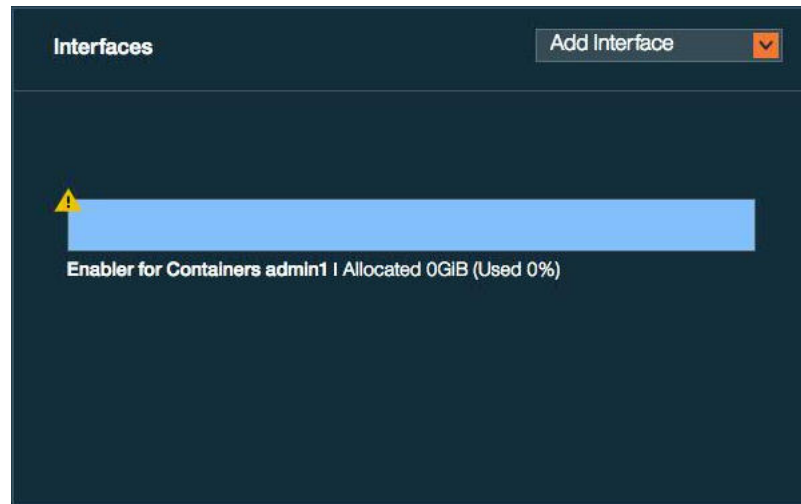 Interfaces
Add Interface
Enabler for Containers admin1 | Allocated 0GiB (Used 0%)